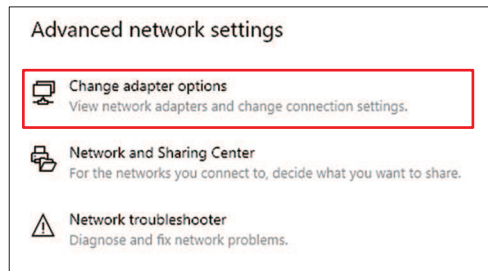 Advanced network settings
Change adapter options
View network adapters and change connection settings.
Network and Sharing Center
For the networks you connect to, decide what you want to share.
Network troubleshooter
Diagnose and fix network problems.